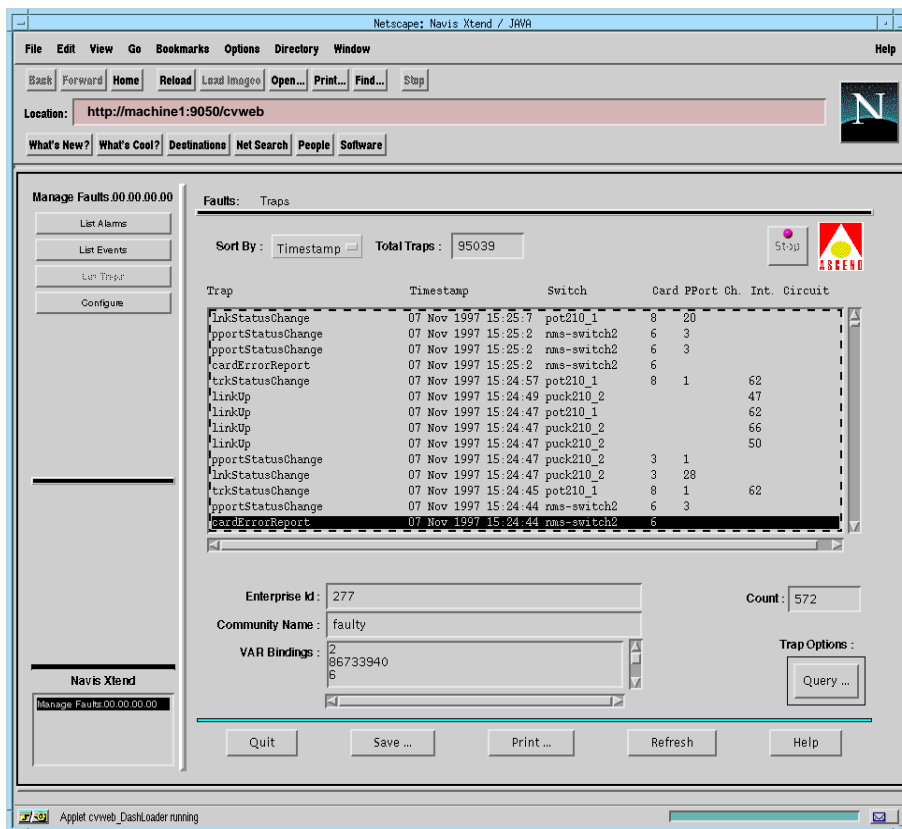 Netscape: Navis Xtend / JAVA
File Edit View Go Bookmarks Options Directory Window Help
Back Forward Home Reload Load Images Open... Print... Find... Stop
Location: http://machine1:9050/cvweb
N
What's New? What's Cool? Destinations Net Search People Software
Manage Faults.00.00.00.00
List Alarms
List Events
List Traps
Configure
Faults: Traps
Sort By : Timestamp Total Traps : 95039 Stop
ASCEND
Trap Timestamp Switch Card PPort Ch. Int. Circuit
lnkStatusChange 07 Nov 1997 15:25:7 pot210_1 8 20
pportStatusChange 07 Nov 1997 15:25:2 nms-switch2 6 3
pportStatusChange 07 Nov 1997 15:25:2 nms-switch2 6 3
cardErrorReport 07 Nov 1997 15:25:2 nms-switch2 6
trkStatusChange 07 Nov 1997 15:24:57 pot210_1 8 1 62
linkUp 07 Nov 1997 15:24:49 puck210_2 47
linkUp 07 Nov 1997 15:24:47 pot210_1 62
linkUp 07 Nov 1997 15:24:47 puck210_2 66
linkUp 07 Nov 1997 15:24:47 puck210_2 50
pportStatusChange 07 Nov 1997 15:24:47 puck210_2 3 1
lnkStatusChange 07 Nov 1997 15:24:47 puck210_2 3 28
trkStatusChange 07 Nov 1997 15:24:45 pot210_1 8 1 62
pportStatusChange 07 Nov 1997 15:24:44 nms-switch2 6 3
cardErrorReport 07 Nov 1997 15:24:44 nms-switch2 6
Enterprise Id : 277 Count : 572
Community Name : faulty
VAR Bindings : 2
86733940
6
Trap Options :
Query ...
Navis Xtend
Manage Faults.00.00.00.00
Quit Save ... Print ... Refresh Help
Applet cvweb_DashLoader running